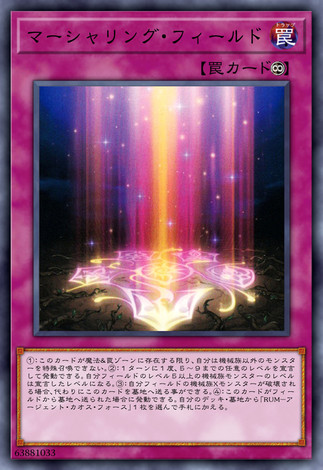 マーシャリング・フィールド
トラップ
罠
【罠カード】
①：このカードが魔法&罠ゾーンに存在する限り、自分は機械族以外のモンスター
を特殊召喚できない。②：１ターンに１度、５～９までの任意のレベルを宣言し
て発動できる。自分フィールドのレベル５以上の機械族モンスターのレベルは
宣言したレベルになる。③：自分フィールドの機械族Xモンスターが破壊され
る場合、代わりにこのカードを墓地へ送る事ができる。④：このカードがフィール
ドから墓地へ送られた場合に発動できる。自分のデッキ・墓地から「RUM－ア
ージェント・カオス・フォース」１枚を選んで手札に加える。
63881033